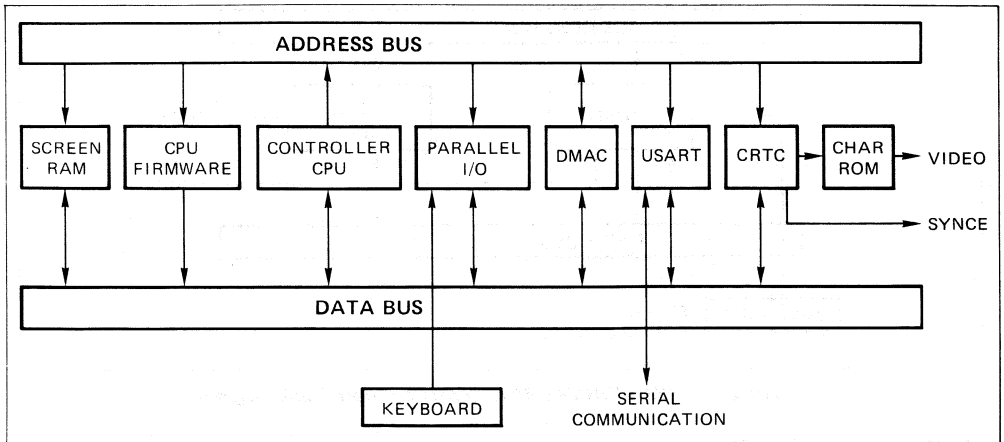 ADDRESS BUS
SCREEN
RAM
CPU
FIRMWARE
CONTROLLER
CPU
PARALLEL
I/O
DMAC
USART
CRTC
CHAR
ROM
VIDEO
SYNCE
DATA BUS
KEYBOARD
SERIAL
COMMUNICATION